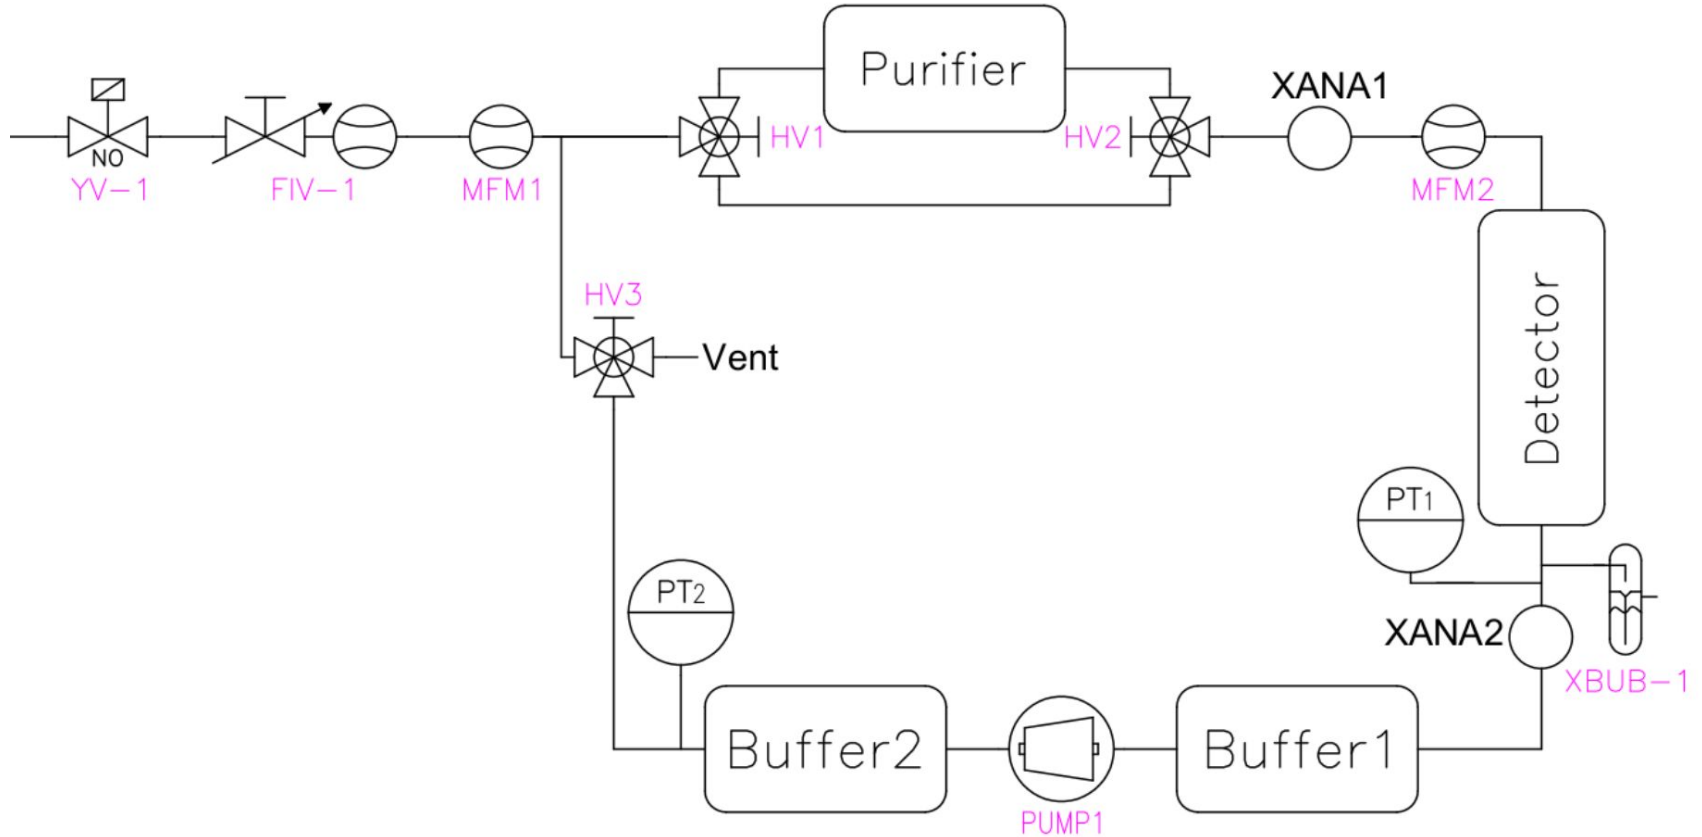 Purifier
XANA1
HV1
HV2
NO
YV-1
FIV-1
MFM1
MFM2
HV3
Vent
Detector
PT1
PT2
XANA2
XBUB-1
Buffer2
Buffer1
PUMP1